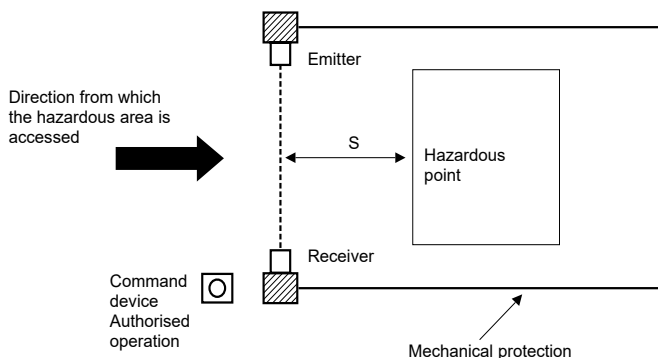 Emitter
Direction from which
the hazardous area is
accessed
S
Hazardous
point
Receiver
Command
device
Authorised
operation
Mechanical protection